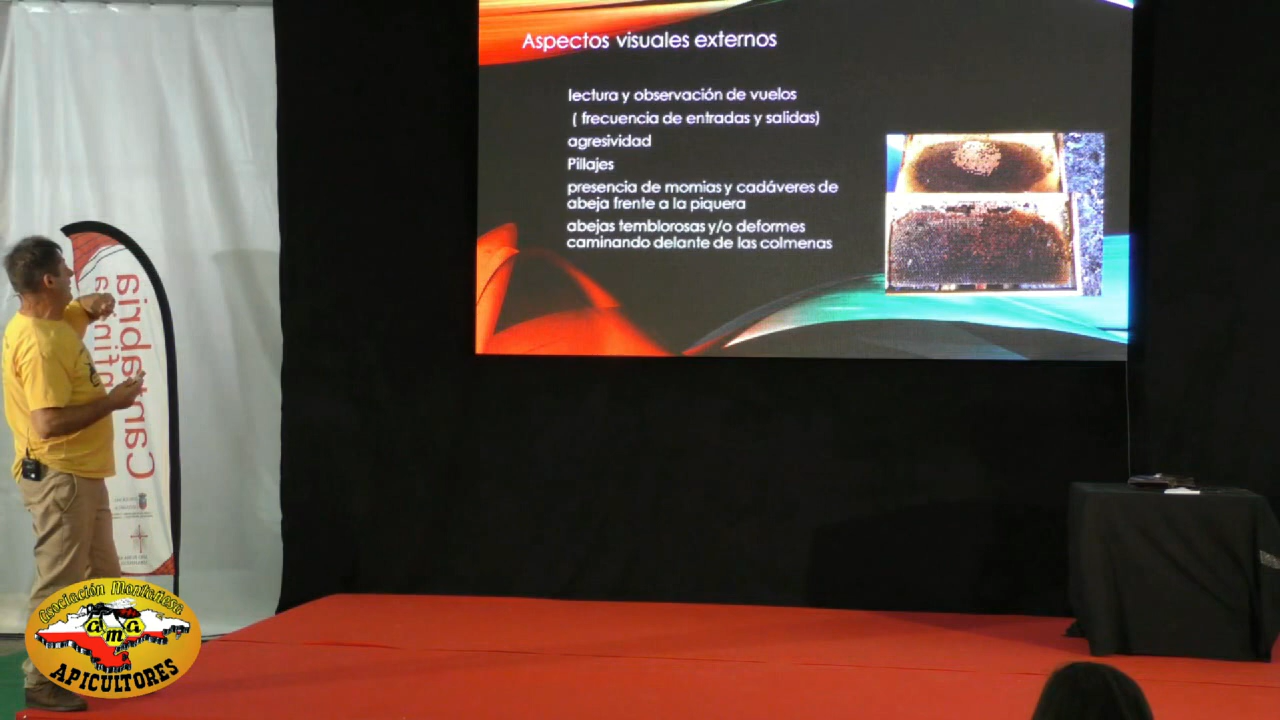 Aspectos visuales externos
lectura y observación de vuelos
( frecuencia de entradas y salidas)
agresividad
Pillajes
presencia de momias y cadáveres de
abeja frente a la piquera
abejas temblorosas y/o deformes
caminando delante de las colmenas
Cantabria
infinita
Asociación Montañesa
ama
APICULTORES